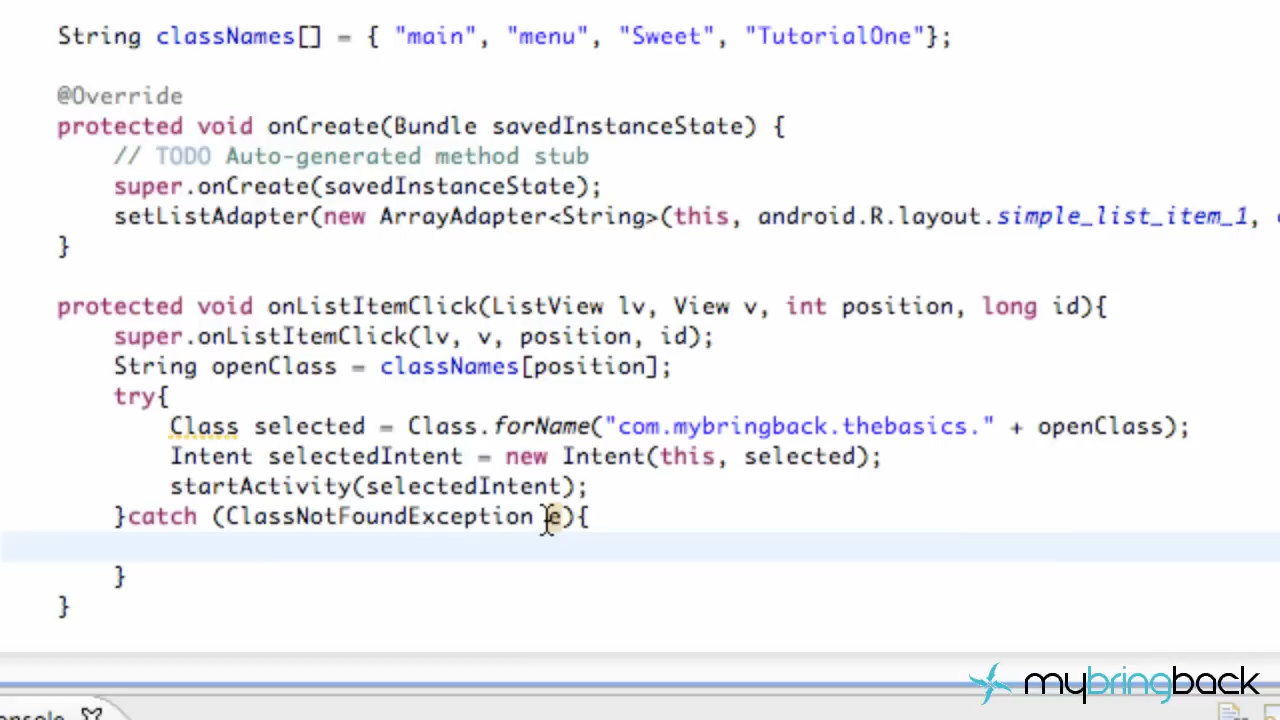 String classNames[] = { "main", "menu", "Sweet", "TutorialOne"};
@Override
protected void onCreate(Bundle savedInstanceState) {
// TODO Auto-generated method stub
super.onCreate(savedInstanceState);
setListAdapter(new ArrayAdapter<String>(this, android.R.layout.simple_list_item_1,
}
protected void onListItemClick(ListView lv, View v, int position, long id){
super.onListItemClick(lv, v, position, id);
String openClass = classNames[position];
try{
Class selected = Class.forName("com.mybringback.thebasics." + openClass);
Intent selectedIntent = new Intent(this, selected);
startActivity(selectedIntent);
}catch (ClassNotFoundException e){
}
}
mybringback